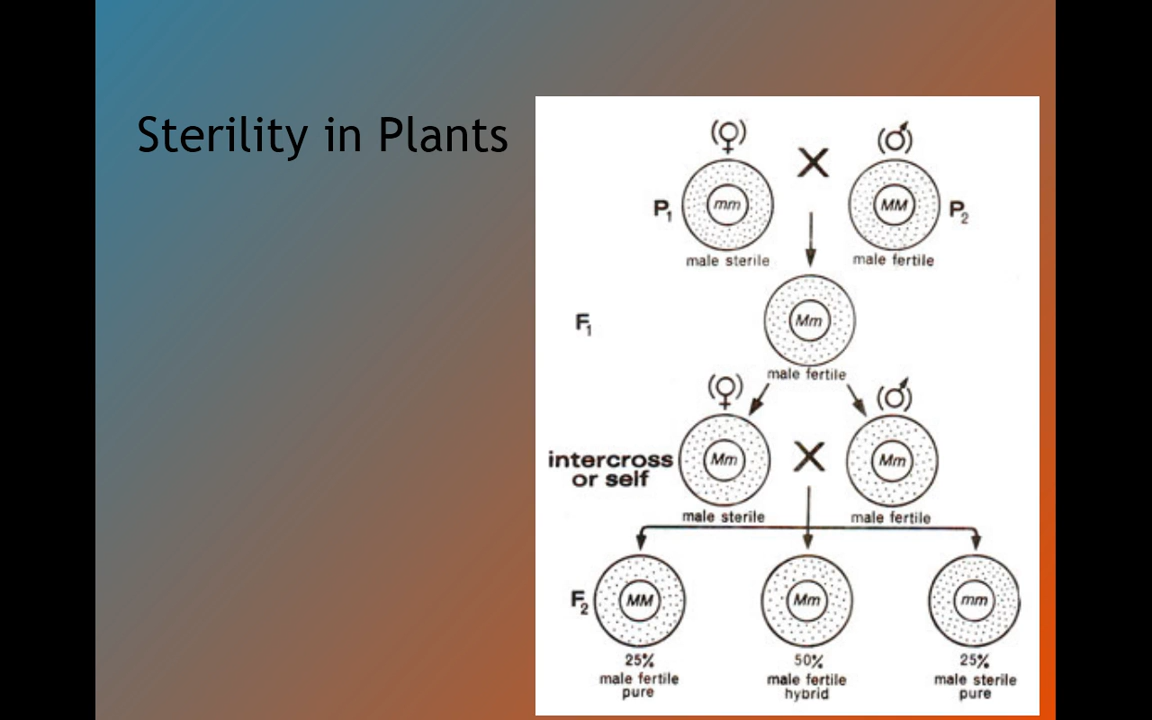 Sterility in Plants
X
P1
mm
MM
P2
male sterile
male fertile
F1
Mm
male fertile
intercross
or self
Mm
X
Mm
male sterile
male fertile
F2
MM
Mm
mm
25%
male fertile
pure
50%
male fertile
hybrid
25%
male sterile
pure